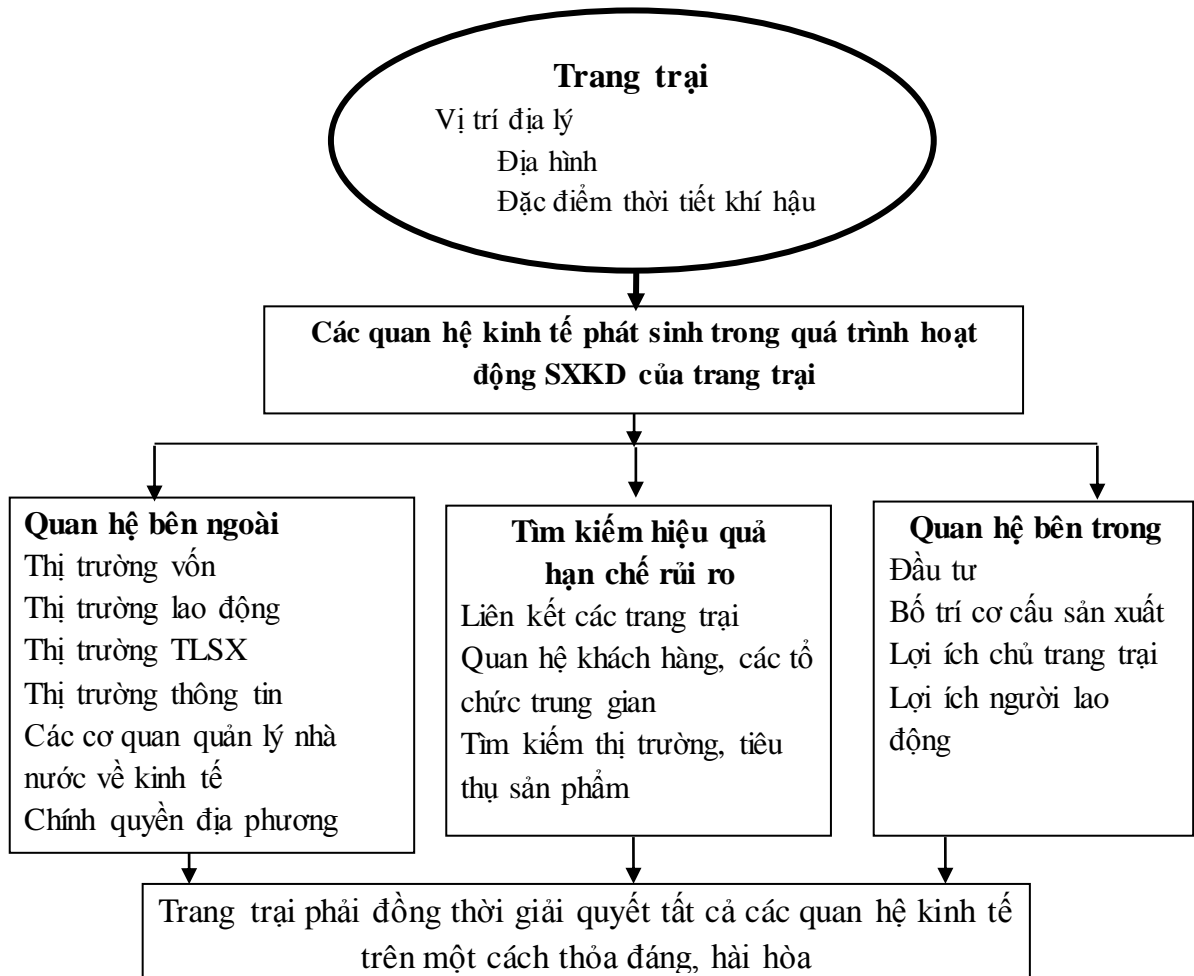 Trang trại
Vị trí địa lý
Địa hình
Đặc điểm thời tiết khí hậu
Các quan hệ kinh tế phát sinh trong quá trình hoạt
động SXKD của trang trại
Quan hệ bên ngoài
Thị trường vốn
Thị trường lao động
Thị trường TLSX
Thị trường thông tin
Các cơ quan quản lý nhà
nước về kinh tế
Chính quyền địa phương
Tìm kiếm hiệu quả
hạn chế rủi ro
Liên kết các trang trại
Quan hệ khách hàng, các tổ
chức trung gian
Tìm kiếm thị trường, tiêu
thụ sản phẩm
Quan hệ bên trong
Đầu tư
Bố trí cơ cấu sản xuất
Lợi ích chủ trang trại
Lợi ích người lao
động
Trang trại phải đồng thời giải quyết tất cả các quan hệ kinh tế
trên một cách thỏa đáng, hài hòa